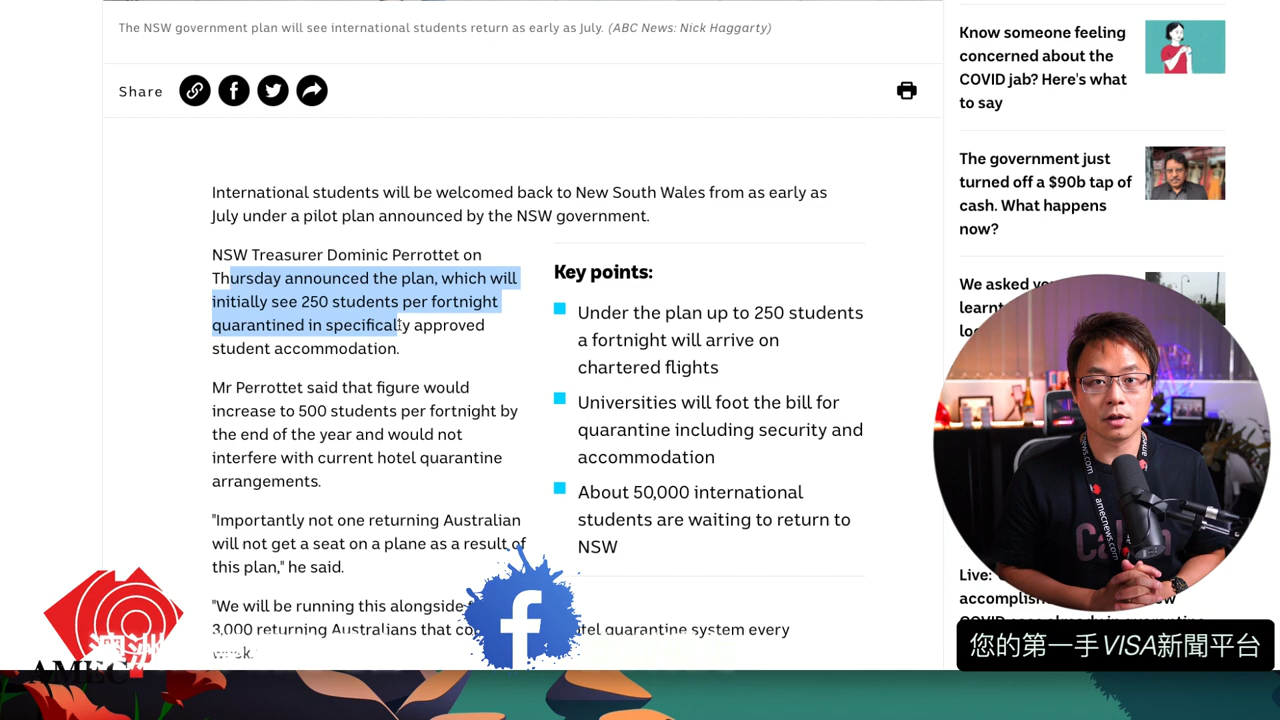 The NSW government plan will see international students return as early as July. (ABC News: Nick Haggarty)
Share
International students will be welcomed back to New South Wales from as early as
July under a pilot plan announced by the NSW government.
NSW Treasurer Dominic Perrottet on
Thursday announced the plan, which will
initially see 250 students per fortnight
quarantined in specifically approved
student accommodation.
Mr Perrottet said that figure would
increase to 500 students per fortnight by
the end of the year and would not
interfere with current hotel quarantine
arrangements.
"Importantly not one returning Australian
will not get a seat on a plane as a result of
this plan," he said.
"We will be running this alongside
3,000 returning Australians that quarantine system every
week.
Key points:
Under the plan up to 250 students
a fortnight will arrive on
chartered flights
Universities will foot the bill for
quarantine including security and
accommodation
About 50,000 international
students are waiting to return to
NSW
Know someone feeling
concerned about the
COVID jab? Here's what
to say
The government just
turned off a $90b tap of
cash. What happens
now?
We asked
Live:
amecnews.com
您的第一手VISA新聞平台
澳洲
AMEC